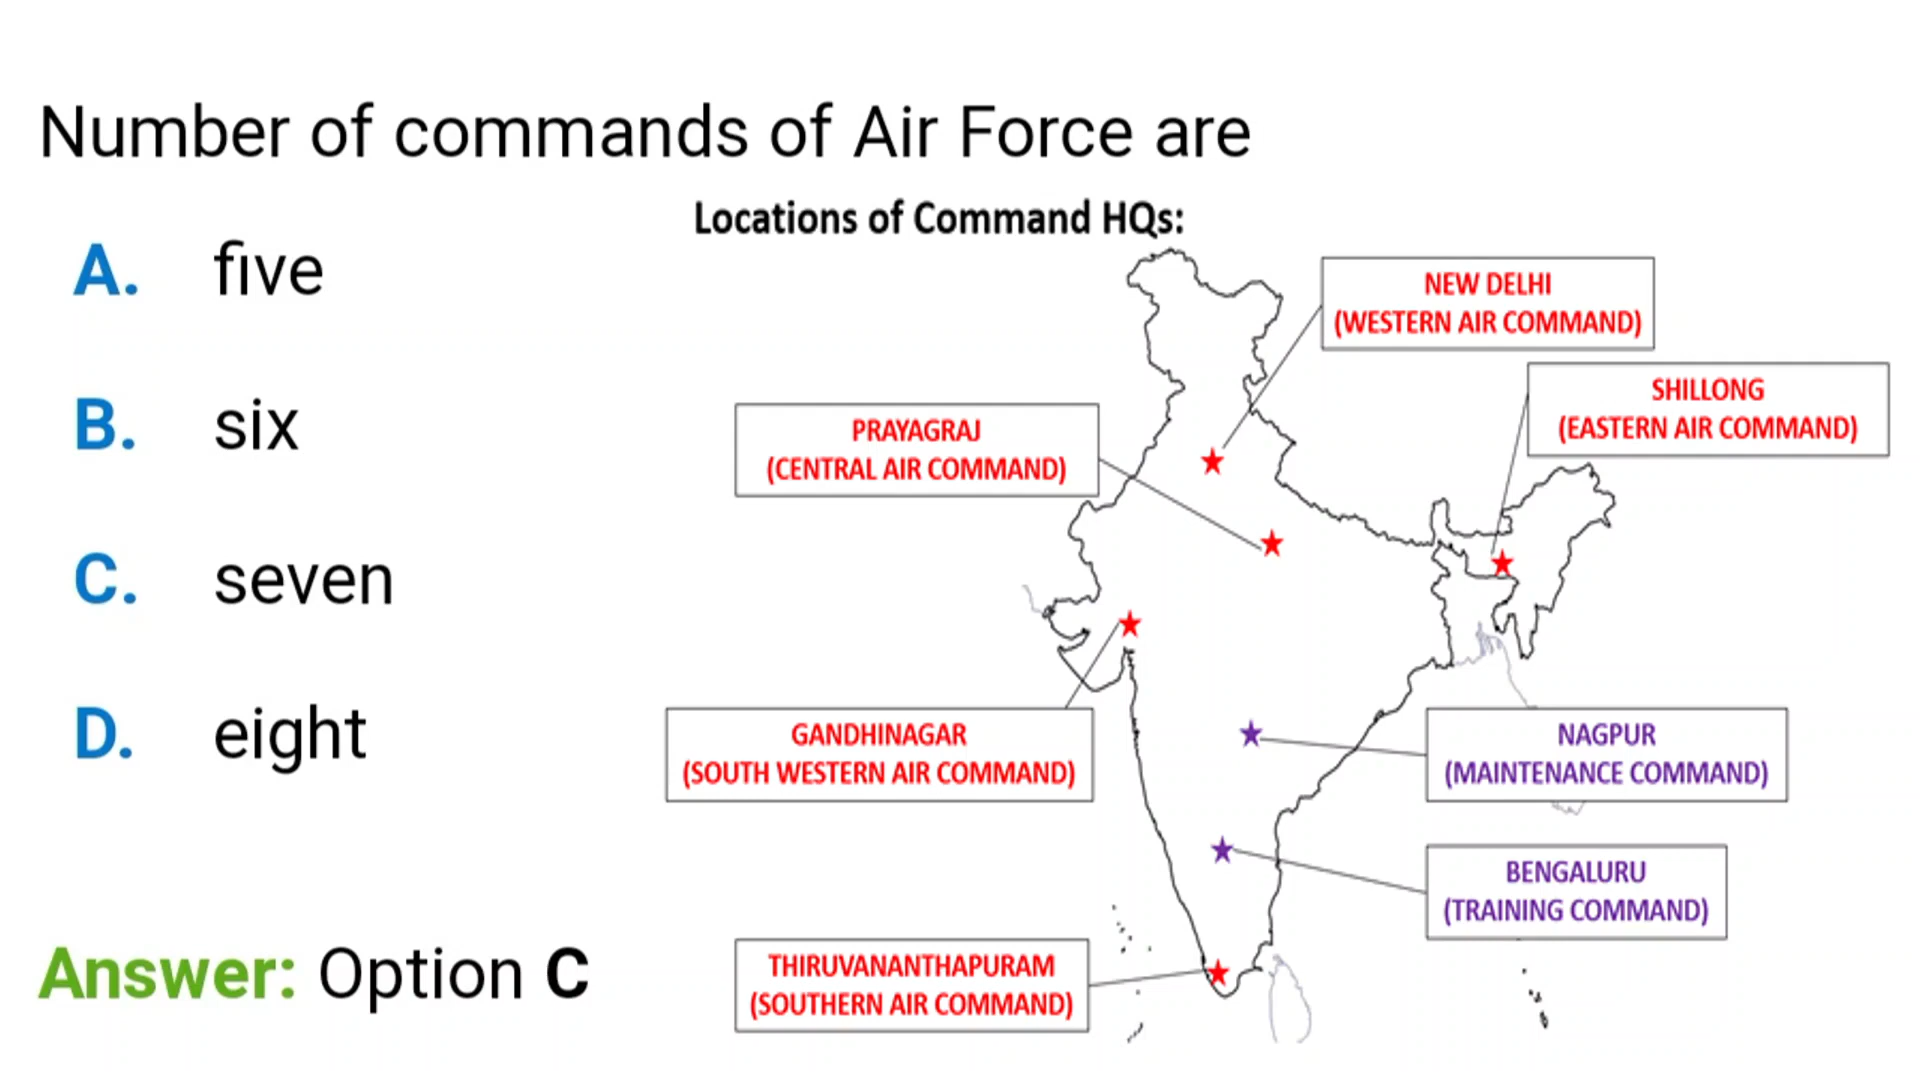 Number of commands of Air Force are
Locations of Command HQs:
A. five
B. six
C. seven
D. eight
Answer: Option C
NEW DELHI
(WESTERN AIR COMMAND)
SHILLONG
(EASTERN AIR COMMAND)
PRAYAGRAJ
(CENTRAL AIR COMMAND)
GANDHINAGAR
(SOUTH WESTERN AIR COMMAND)
NAGPUR
(MAINTENANCE COMMAND)
BENGALURU
(TRAINING COMMAND)
THIRUVANANTHAPURAM
(SOUTHERN AIR COMMAND)